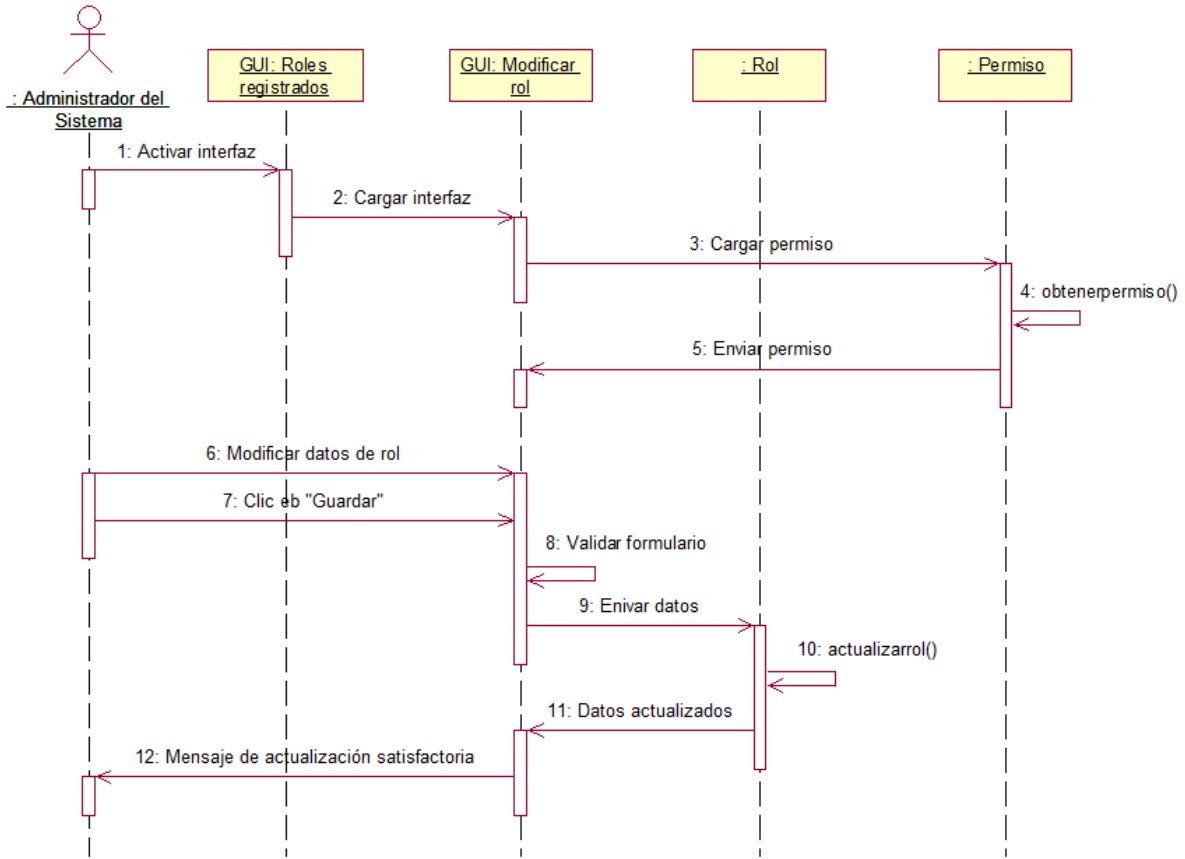 GUI: Roles
registrados
GUI: Modificar
rol
: Rol
: Permiso
: Administrador del
Sistema
1: Activar interfaz
2: Cargar interfaz
3: Cargar permiso
4: obtenerpermiso()
5: Enviar permiso
6: Modificar datos de rol
7: Clic eb "Guardar"
8: Validar formulario
9: Enivar datos
10: actualizarrol()
11: Datos actualizados
12: Mensaje de actualización satisfactoria